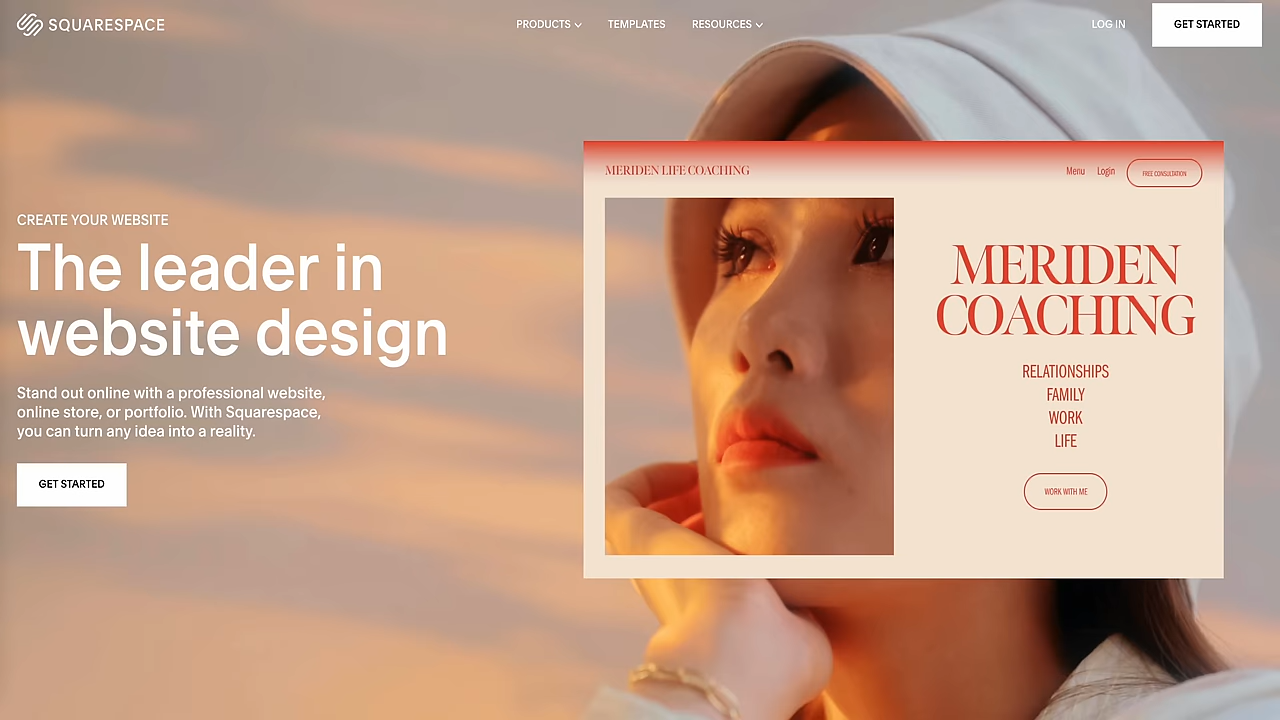 SQUARESPACE
PRODUCTS
TEMPLATES
RESOURCES
LOG IN
GET STARTED
CREATE YOUR WEBSITE
The leader in
website design
Stand out online with a professional website,
online store, or portfolio. With Squarespace,
you can turn any idea into a reality.
GET STARTED
MERIDEN LIFE COACHING
Menu
Login
FREE CONSULTATION
MERIDEN
COACHING
RELATIONSHIPS
FAMILY
WORK
LIFE
WORK WITH ME